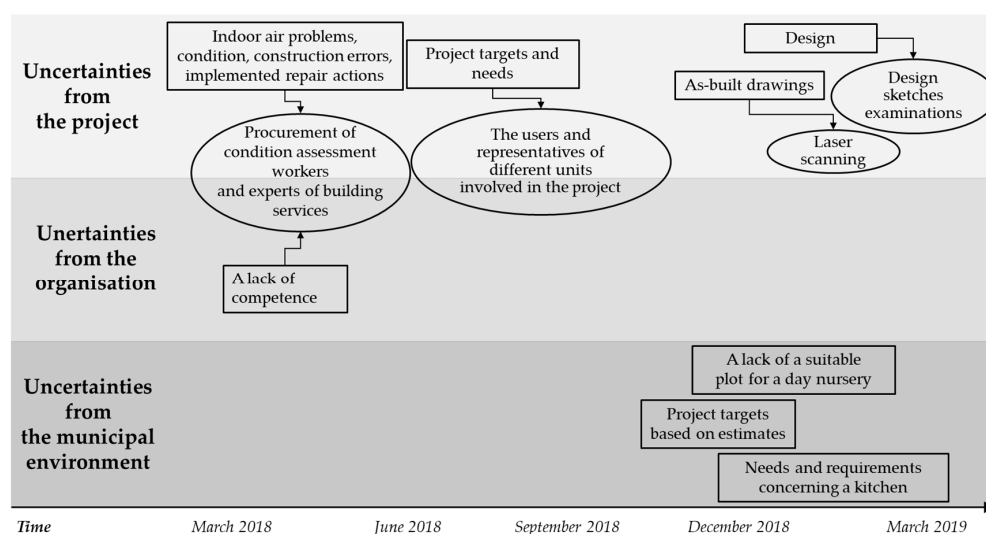 Uncertainties
from
the project
Indoor air problems,
condition, construction errors,
implemented repair actions
Procurement of
condition assessment
workers
and experts of building
services
Project targets and
needs
The users and
representatives of
different units
involved in the project
Design
As-built drawings
Design
sketches
examinations
Laser
scanning
Unertainties
from the
organisation
A lack of
competence
Uncertainties
from
the municipal
environment
A lack of a suitable
plot for a day nursery
Project targets
based on estimates
Needs and requirements
concerning a kitchen
Time March 2018 June 2018 September 2018 December 2018 March 2019